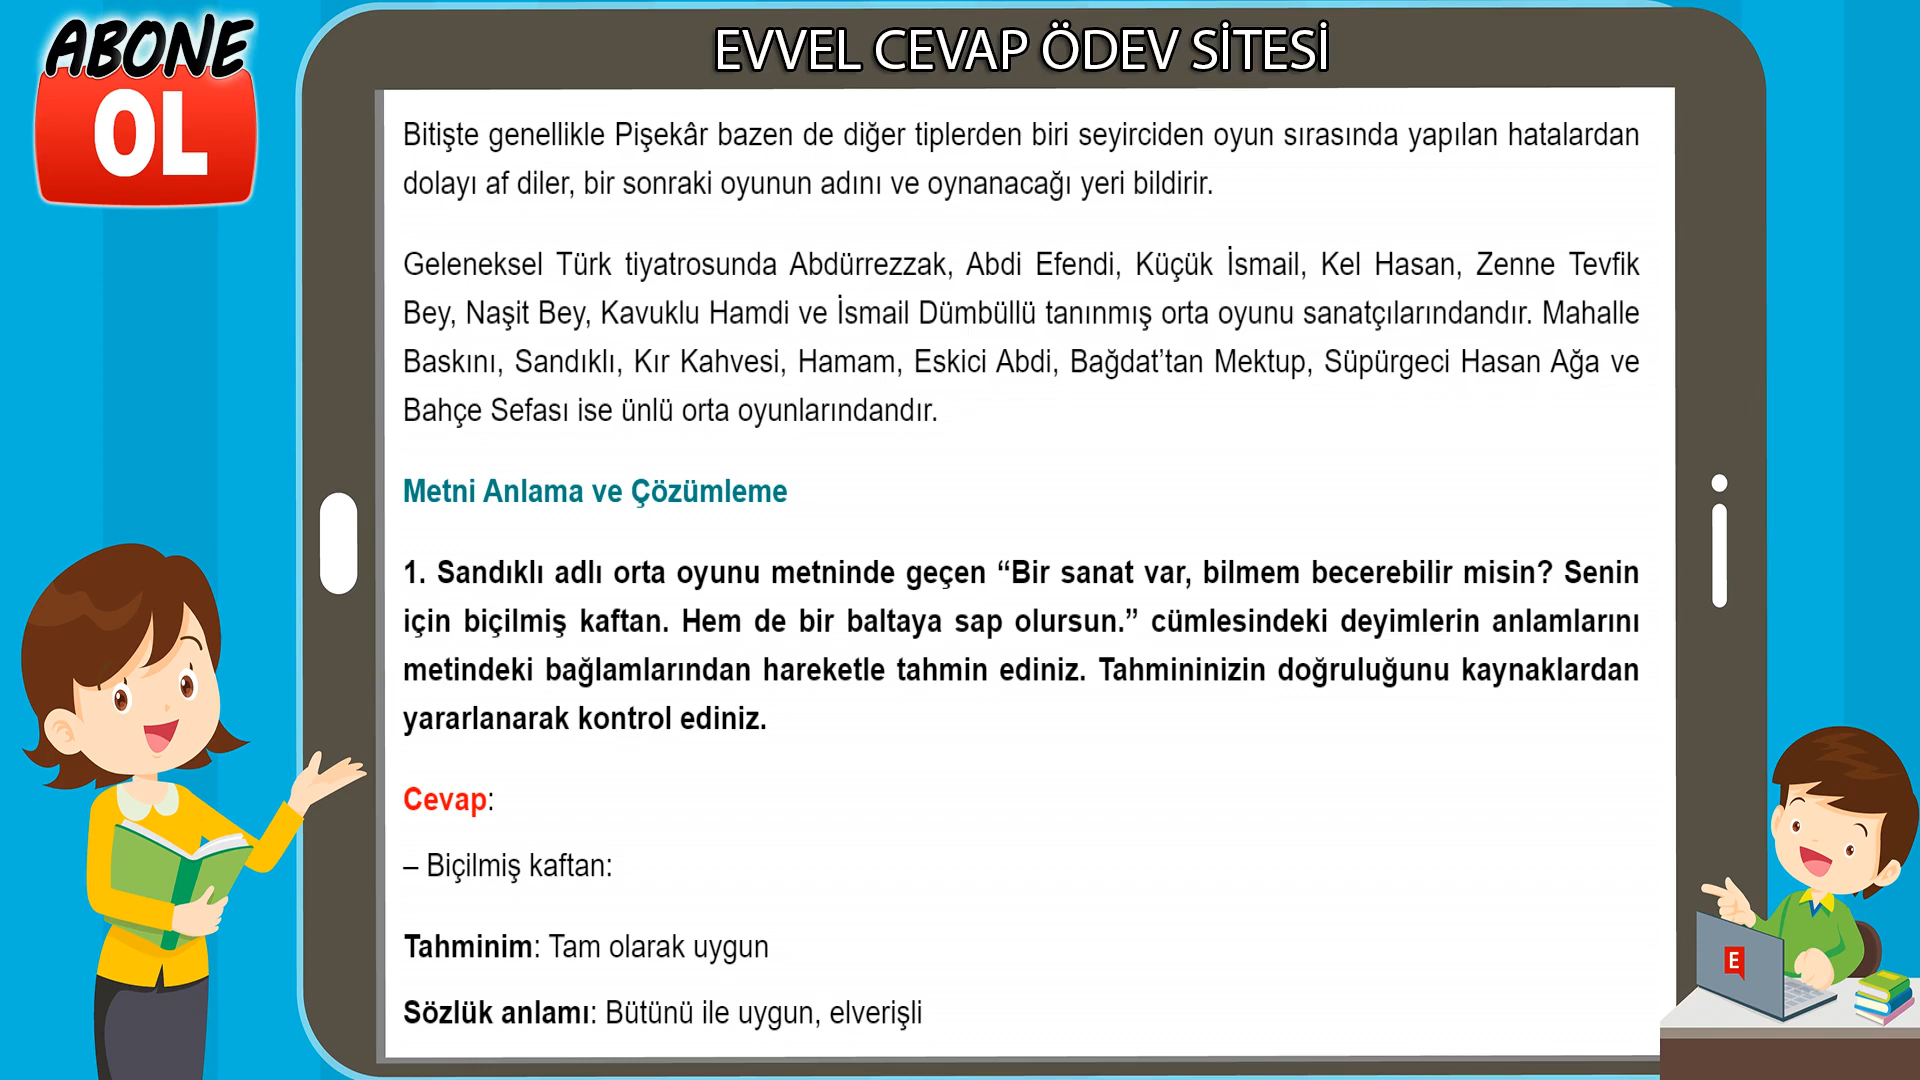 ABONE
OL
EVVEL CEVAP ÖDEV SİTESİ
Bitişte genellikle Pişekâr bazen de diğer tiplerden biri seyirciden oyun sırasında yapılan hatalardan
dolayı af diler, bir sonraki oyunun adını ve oynanacağı yeri bildirir.
Geleneksel Türk tiyatrosunda Abdürrezzak, Abdi Efendi, Küçük İsmail, Kel Hasan, Zenne Tevfik
Bey, Naşit Bey, Kavuklu Hamdi ve İsmail Dümbüllü tanınmış orta oyunu sanatçılarındandır. Mahalle
Baskını, Sandıklı, Kır Kahvesi, Hamam, Eskici Abdi, Bağdat’tan Mektup, Süpürgeci Hasan Ağa ve
Bahçe Sefası ise ünlü orta oyunlarındandır.
Metni Anlama ve Çözümleme
1. Sandıklı adlı orta oyunu metninde geçen “Bir sanat var, bilmem becerebilir misin? Senin
için biçilmiş kaftan. Hem de bir baltaya sap olursun.” cümlesindeki deyimlerin anlamlarını
metindeki bağlamlarından hareketle tahmin ediniz. Tahmininizin doğruluğunu kaynaklardan
yararlanarak kontrol ediniz.
Cevap:
– Biçilmiş kaftan:
Tahminim: Tam olarak uygun
Sözlük anlamı: Bütünü ile uygun, elverişli
E